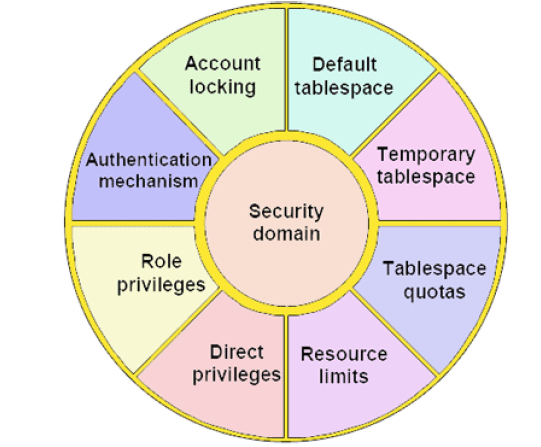 Account
locking
Default
tablespace
Temporary
tablespace
Tablespace
quotas
Resource
limits
Direct
privileges
Role
privileges
Authentication
mechanism
Security
domain